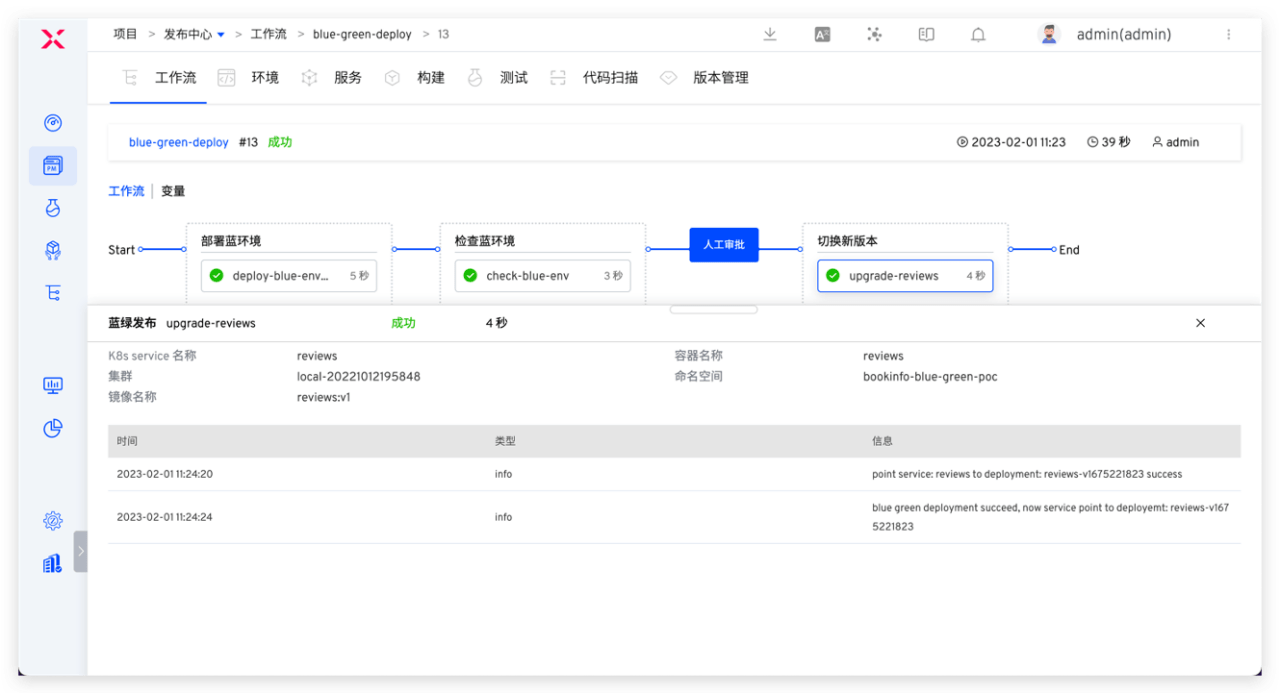 项目 > 发布中心 > 工作流 > blue-green-deploy > 13
admin(admin)
工作流 环境 服务 构建 测试 代码扫描 版本管理
blue-green-deploy #13 成功 2023-02-01 11:23 39 秒 admin
工作流 | 变量
Start
部署蓝环境
deploy-blue-env... 5 秒
检查蓝环境
check-blue-env 3 秒
人工审批
切换新版本
upgrade-reviews 4 秒
End
蓝绿发布 upgrade-reviews 成功 4 秒
K8s service 名称 reviews 容器名称 reviews
集群 local-20221012195848 命名空间 bookinfo-blue-green-poc
镜像名称 reviews:v1
时间 类型 信息
2023-02-01 11:24:20 info point service: reviews to deployment: reviews-v1675221823 success
2023-02-01 11:24:24 info blue green deployment succeed, now service point to deployemt: reviews-v167
5221823